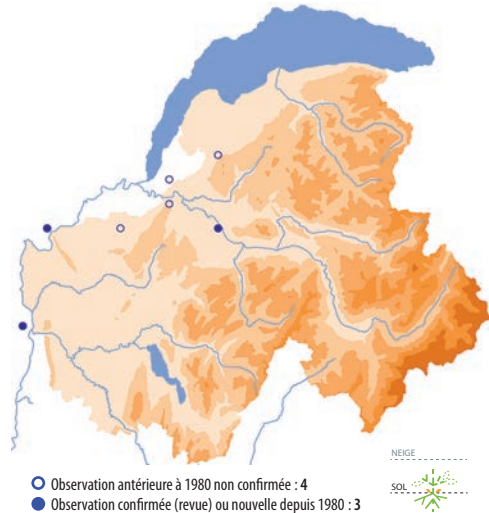 NEIGE
SOL
Observation antérieure à 1980 non confirmée : 4
Observation confirmée (revue) ou nouvelle depuis 1980 : 3